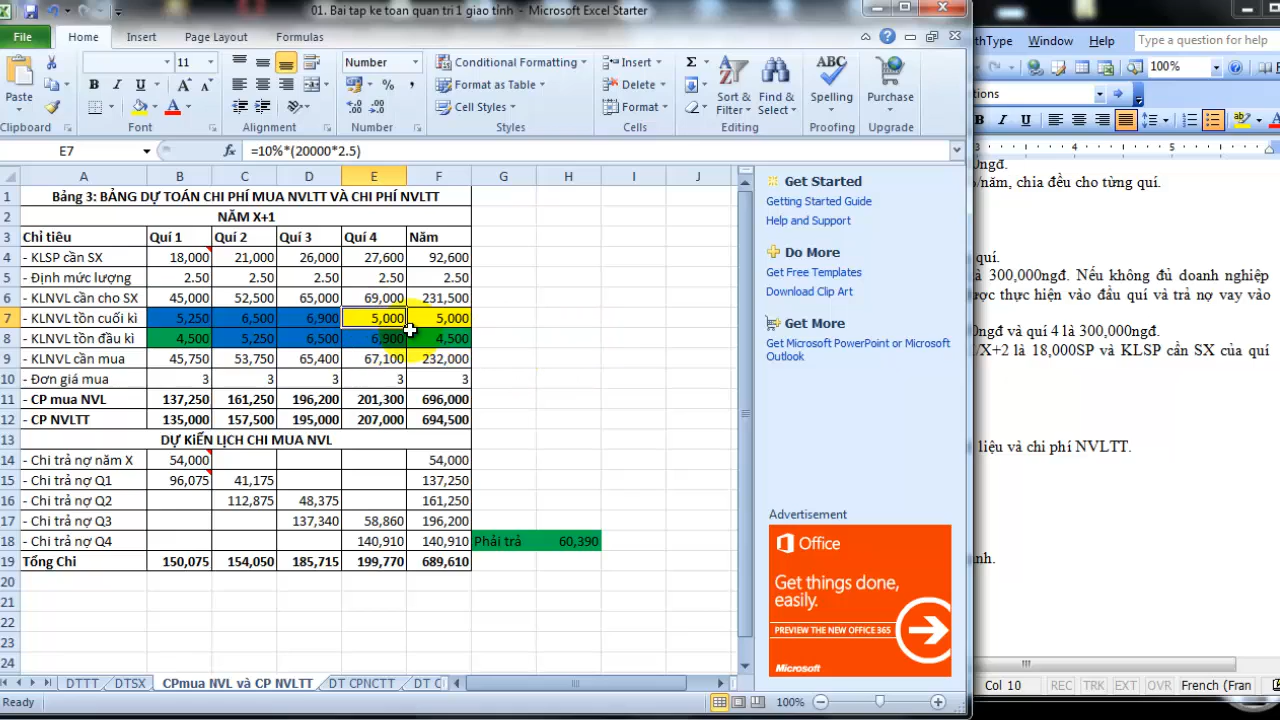 01. Bai tap ke toan quan tri 1 giao tinh - Microsoft Excel Starter
File Home Insert Page Layout Formulas
Paste
11
Number
Conditional Formatting
Format as Table
Cell Styles
Insert
Delete
Format
Sort & Filter
Find & Select
Spelling
Purchase
Clipboard Font Alignment Number Styles Cells Editing Proofing Upgrade
E7 fx =10%*(20000*2.5)
A B C D E F G H I J
1 Bảng 3: BẢNG DỰ TOÁN CHI PHÍ MUA NVLTT VÀ CHI PHÍ NVLTT
2 NĂM X+1
3 Chỉ tiêu Quí 1 Quí 2 Quí 3 Quí 4 Năm
4 - KLSP cần SX 18,000 21,000 26,000 27,600 92,600
5 - Định mức lượng 2.50 2.50 2.50 2.50 2.50
6 - KLNVL cần cho SX 45,000 52,500 65,000 69,000 231,500
7 - KLNVL tồn cuối kì 5,250 6,500 6,900 5,000 5,000
8 - KLNVL tồn đầu kì 4,500 5,250 6,500 6,900 4,500
9 - KLNVL cần mua 45,750 53,750 65,400 67,100 232,000
10 - Đơn giá mua 3 3 3 3 3
11 - CP mua NVL 137,250 161,250 196,200 201,300 696,000
12 - CP NVLTT 135,000 157,500 195,000 207,000 694,500
13 DỰ KIẾN LỊCH CHI MUA NVL
14 - Chi trả nợ năm X 54,000 54,000
15 - Chi trả nợ Q1 96,075 41,175 137,250
16 - Chi trả nợ Q2 112,875 48,375 161,250
17 - Chi trả nợ Q3 137,340 58,860 196,200
18 - Chi trả nợ Q4 140,910 140,910 Phải trả 60,390
19 Tổng Chi 150,075 154,050 185,715 199,770 689,610
20
21
22
23
24
DTTT DTSX CPmua NVL và CP NVLTT DT CPNCTT DT C
Ready 100%
Get Started
Getting Started Guide
Help and Support
Do More
Get Free Templates
Download Clip Art
Get More
Get Microsoft PowerPoint or Microsoft Outlook
Advertisement
Office
Get things done, easily.
PREVIEW THE NEW OFFICE 365
Microsoft
thType Window Help Type a question for help
100%
ions
B I U
3 4 5
0ngđ.
/năm, chia đều cho từng quí.
quí.
à 300,000ngđ. Nếu không đủ doanh nghiệp
ược thực hiện vào đầu quí và trả nợ vay vào
0ngđ và quí 4 là 300,000ngđ.
/X+2 là 18,000SP và KLSP cần SX của quí
liệu và chi phí NVLTT.
nh.
Col 10 REC TRK EXT OVR French (Fran